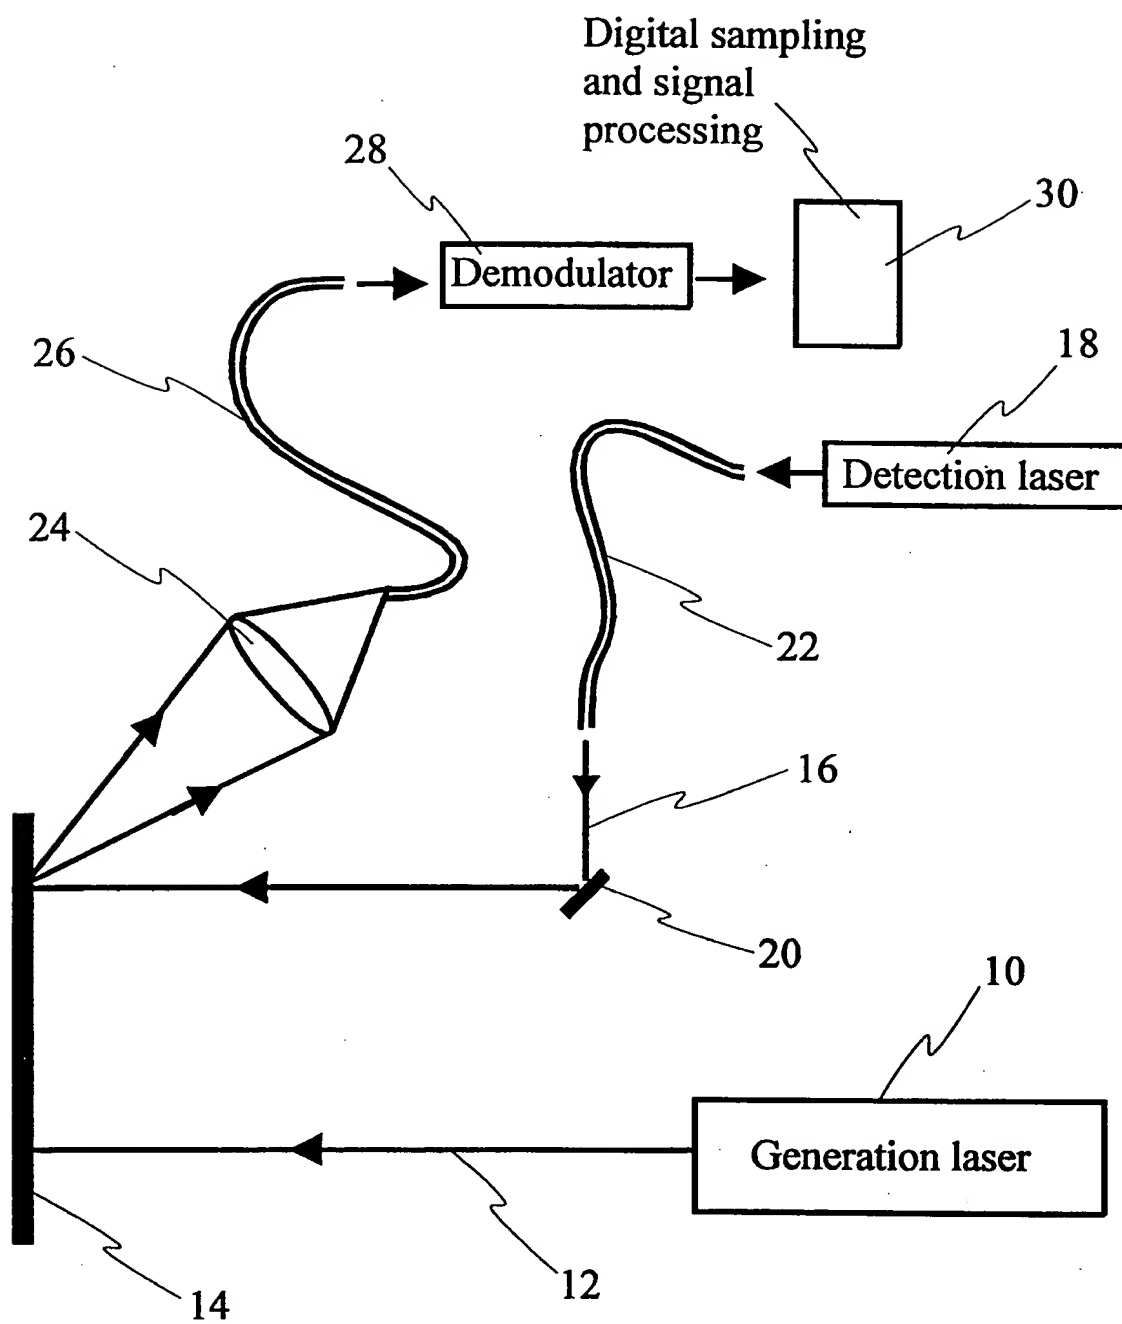 Digital sampling
and signal
processing
28
30
Demodulator
26
18
Detection laser
24
22
16
20
10
Generation laser
12
14